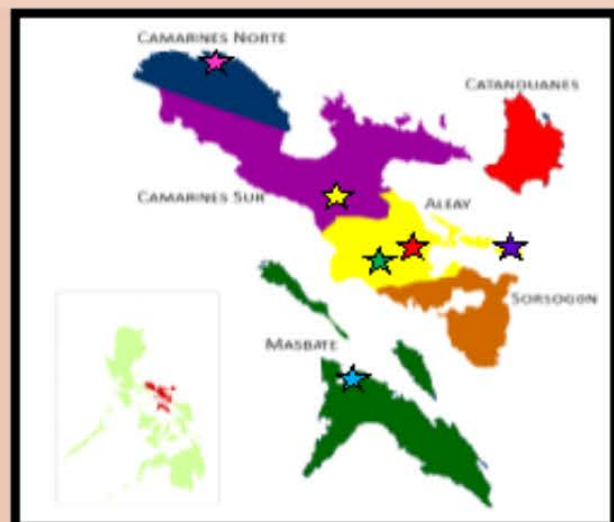 CAMARINES NORTE
CATANDUANES
CAMARINES SUR
ALBAY
SORSOGON
MASBATE